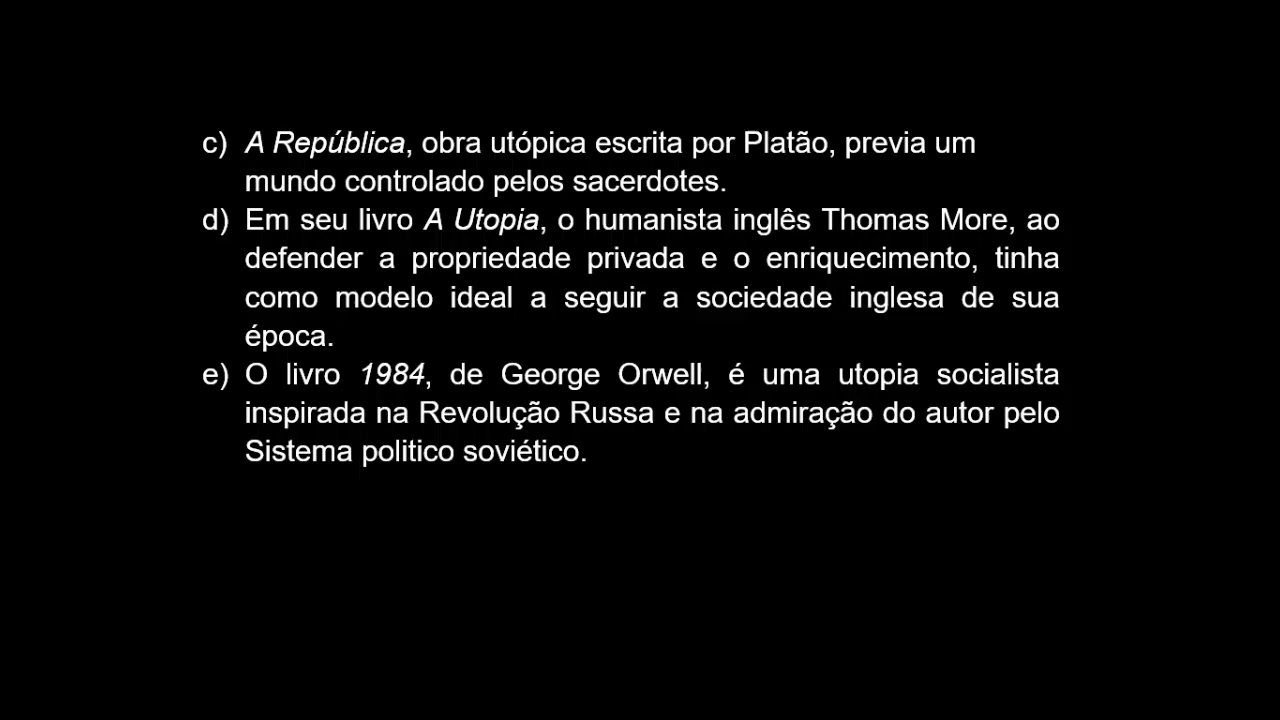 c) A República, obra utópica escrita por Platão, previa um
mundo controlado pelos sacerdotes.
d) Em seu livro A Utopia, o humanista inglês Thomas More, ao
defender a propriedade privada e o enriquecimento, tinha
como modelo ideal a seguir a sociedade inglesa de sua
época.
e) O livro 1984, de George Orwell, é uma utopia socialista
inspirada na Revolução Russa e na admiração do autor pelo
Sistema politico soviético.